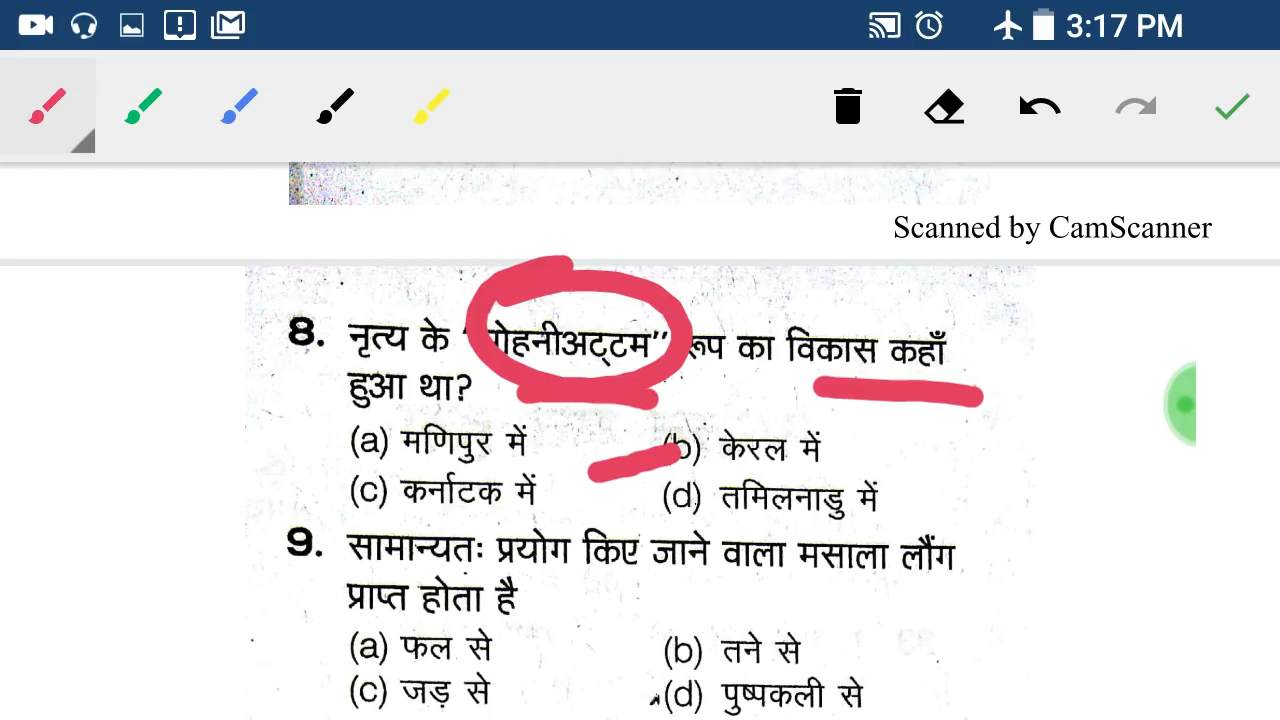 3:17 PM
Scanned by CamScanner
8. नृत्य के "मोहनीअट्टम" रूप का विकास कहाँ
हुआ था?
(a) मणिपुर में (b) केरल में
(c) कर्नाटक में (d) तमिलनाडु में
9. सामान्यतः प्रयोग किए जाने वाला मसाला लौंग
प्राप्त होता है
(a) फल से (b) तने से
(c) जड़ से (d) पुष्पकली से